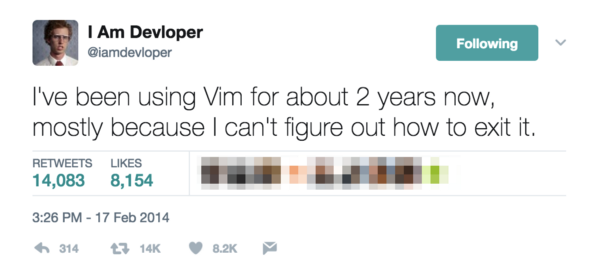 I Am Devloper
@iamdevloper
Following
I've been using Vim for about 2 years now,
mostly because I can't figure out how to exit it.
RETWEETS LIKES
14,083 8,154
3:26 PM - 17 Feb 2014
314 14K 8.2K